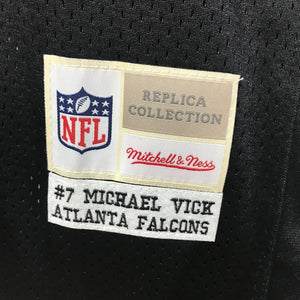 REPLICA
COLLECTION
NFL
Mitchell & Ness
#7 MICHAEL VICK
ATLANTA FALCONS